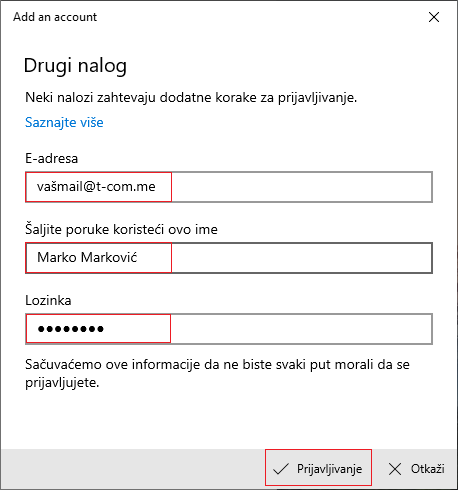 Add an account
Drugi nalog
Neki nalozi zahtevaju dodatne korake za prijavljivanje.
Saznajte više
E-adresa
vašmail@t-com.me
Šaljite poruke koristeći ovo ime
Marko Marković
Lozinka
●●●●●●●●
Sačuvaćemo ove informacije da ne biste svaki put morali da se
prijavljujete.
Prijavljivanje
Otkaži